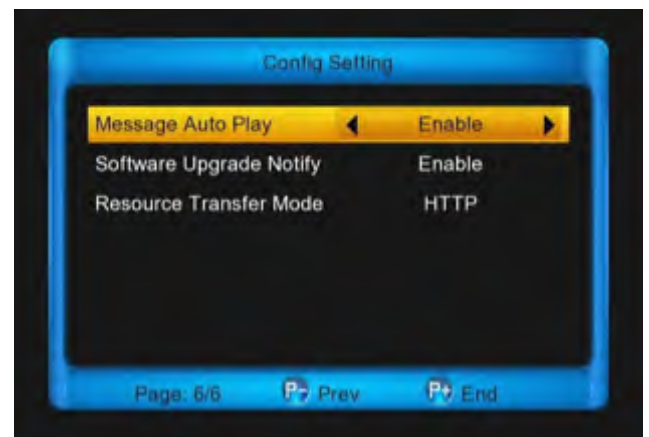 Config Setting
Message Auto Play Enable
Software Upgrade Notify Enable
Resource Transfer Mode HTTP
Page: 6/6 P- Prev P+ End